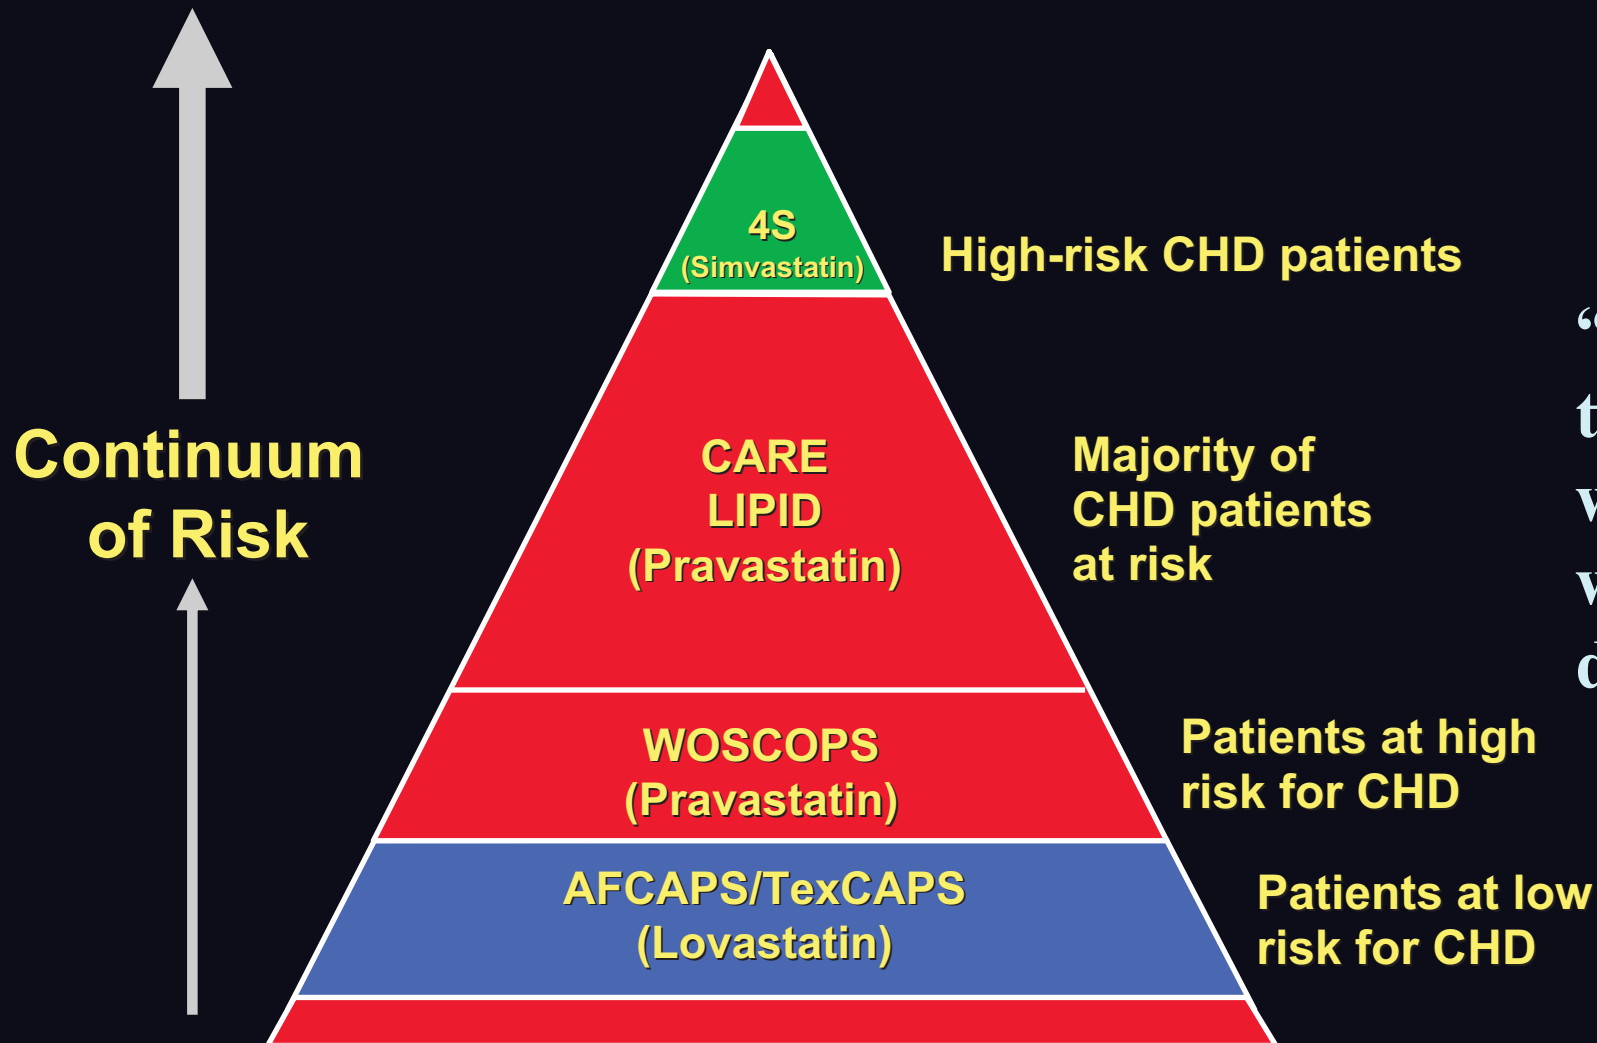 4S
(Simvastatin)
High-risk CHD patients
Continuum
of Risk
CARE
LIPID
(Pravastatin)
Majority of
CHD patients
at risk
WOSCOPS
(Pravastatin)
Patients at high
risk for CHD
AFCAPS/TexCAPS
(Lovastatin)
Patients at low
risk for CHD